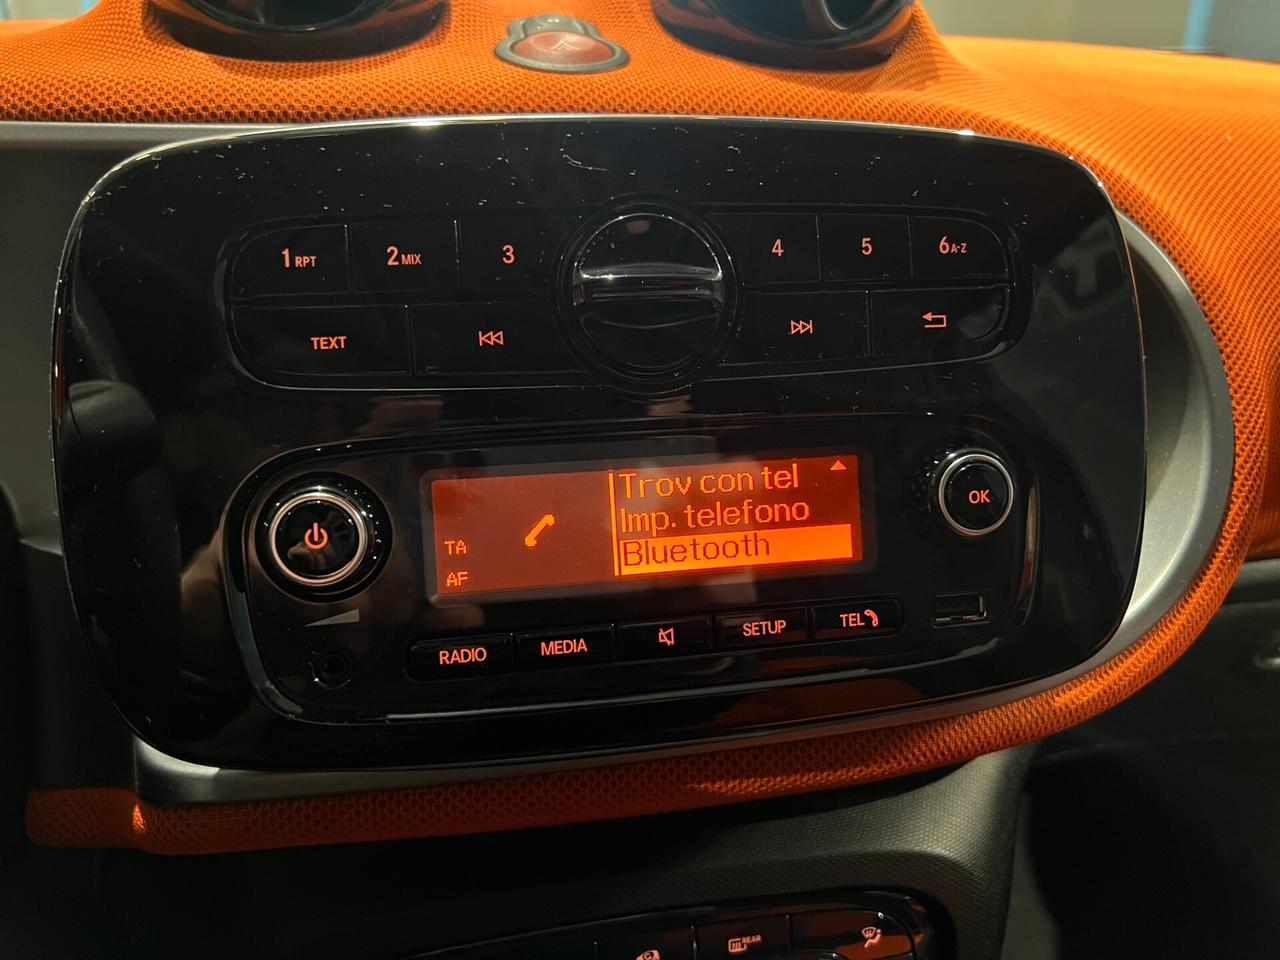 1 RPT
2 MIX
3
4
5
6 A-Z
TEXT
Trov con tel
Imp. telefono
Bluetooth
TA
AF
OK
RADIO
MEDIA
SETUP
TEL
REAR